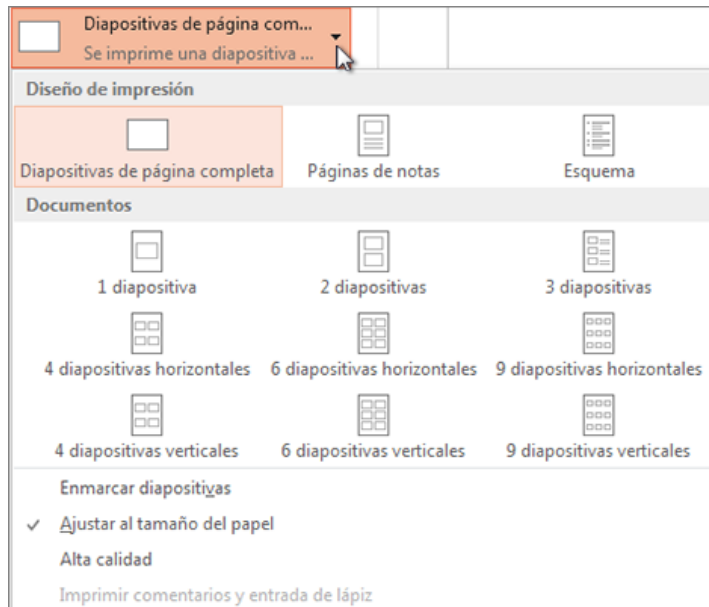 Diapositivas de página com...
Se imprime una diapositiva ...
Diseño de impresión
Diapositivas de página completa
Páginas de notas
Esquema
Documentos
1 diapositiva
2 diapositivas
3 diapositivas
4 diapositivas horizontales
6 diapositivas horizontales
9 diapositivas horizontales
4 diapositivas verticales
6 diapositivas verticales
9 diapositivas verticales
Enmarcar diapositivas
Ajustar al tamaño del papel
Alta calidad
Imprimir comentarios y entrada de lápiz